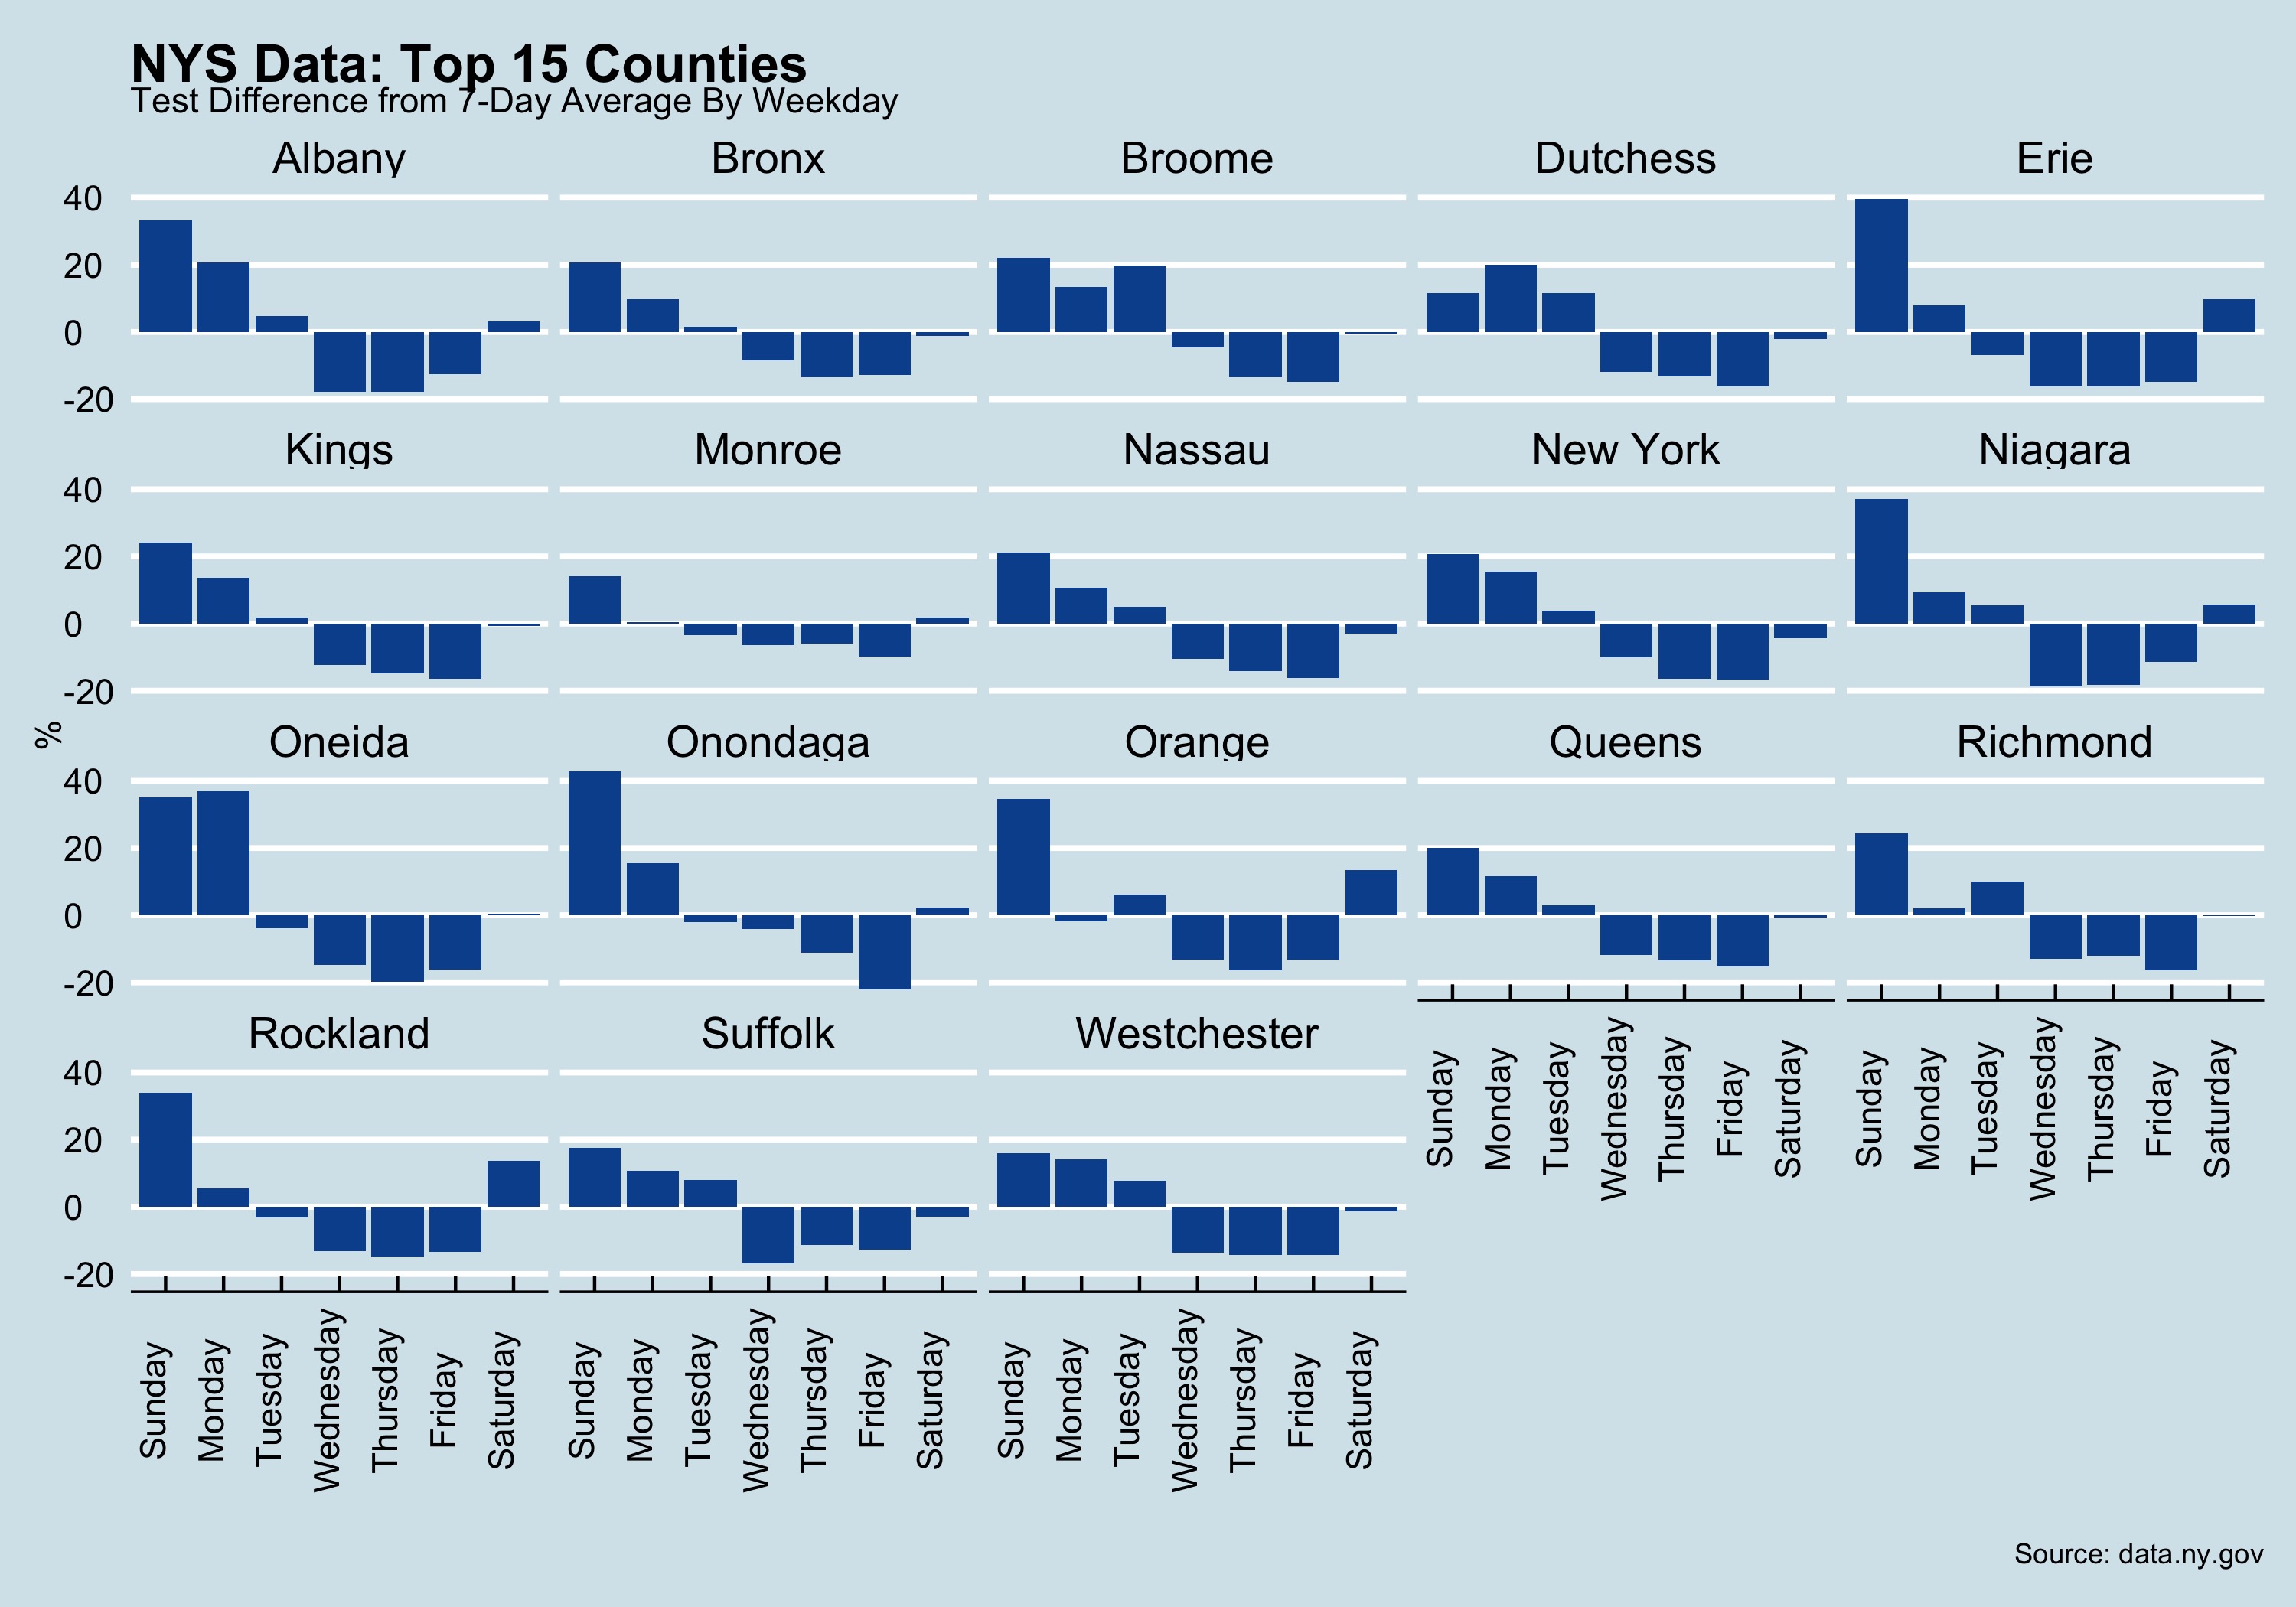 NYS Data: Top 15 Counties
Test Difference from 7-Day Average By Weekday
Albany Bronx Broome Dutchess Erie
40
20
0
-20
Kings Monroe Nassau New York Niagara
40
20
0
-20
%
Oneida Onondaga Orange Queens Richmond
40
20
0
-20
Rockland Suffolk Westchester
40
20
0
-20
Sunday Monday Tuesday Wednesday Thursday Friday Saturday Sunday Monday Tuesday Wednesday Thursday Friday Saturday
Sunday Monday Tuesday Wednesday Thursday Friday Saturday Sunday Monday Tuesday Wednesday Thursday Friday Saturday Sunday Monday Tuesday Wednesday Thursday Friday Saturday
Source: data.ny.gov